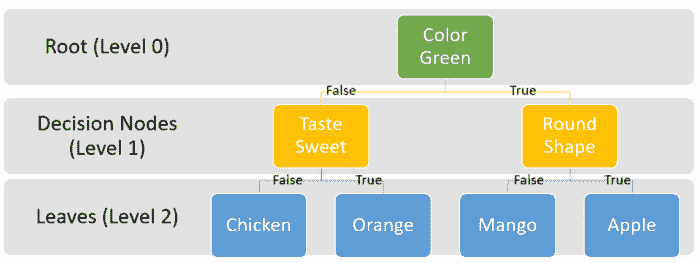 Root (Level 0)
Color
Green
False
True
Decision Nodes
(Level 1)
Taste
Sweet
Round
Shape
False
True
False
True
Leaves (Level 2)
Chicken
Orange
Mango
Apple